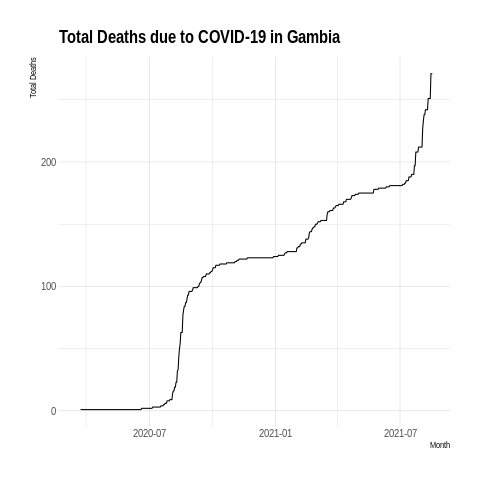 Total Deaths due to COVID-19 in Gambia
Total Deaths
200
100
0
2020-07 2021-01 2021-07
Month